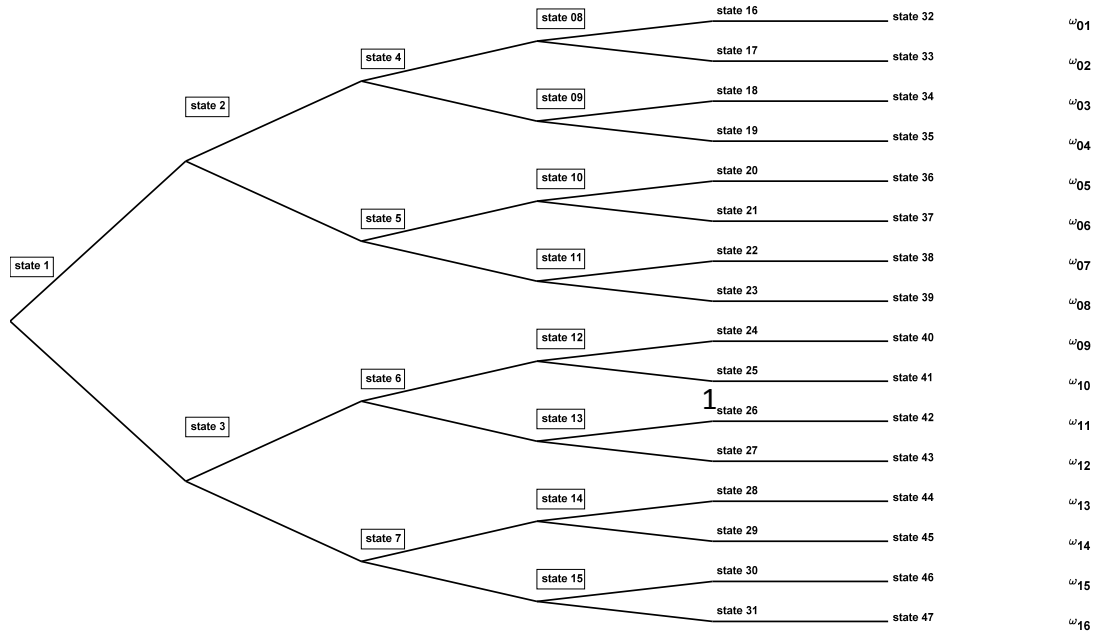 state 16 state 32 ω01
state 08
state 17 state 33 ω02
state 4
state 18 state 34 ω03
state 09
state 2
state 19 state 35 ω04
state 20 state 36 ω05
state 10
state 21 state 37 ω06
state 5
state 22 state 38 ω07
state 11
state 1
state 23 state 39 ω08
state 24 state 40 ω09
state 12
state 25 state 41 ω10
state 6
1
state 26 state 42 ω11
state 13
state 3
state 27 state 43 ω12
state 28 state 44 ω13
state 14
state 29 state 45 ω14
state 7
state 30 state 46 ω15
state 15
state 31 state 47 ω16